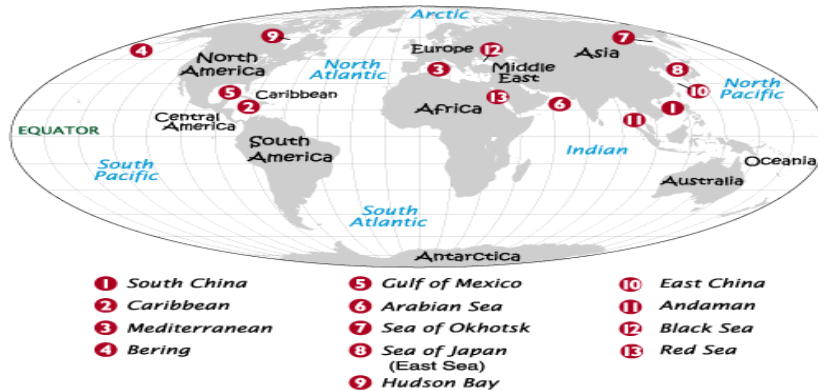 Arctic
9
7
4
Europe
12
Asia
North
America
North
Atlantic
3
Middle
East
8
North
Pacific
5
Caribbean
2
Africa
13
6
10
1
Central
America
11
EQUATOR
South
America
Indian
South
Pacific
Oceania
Australia
South
Atlantic
Antarctica
1 South China
2 Caribbean
3 Mediterranean
4 Bering
5 Gulf of Mexico
6 Arabian Sea
7 Sea of Okhotsk
8 Sea of Japan
(East Sea)
9 Hudson Bay
10 East China
11 Andaman
12 Black Sea
13 Red Sea